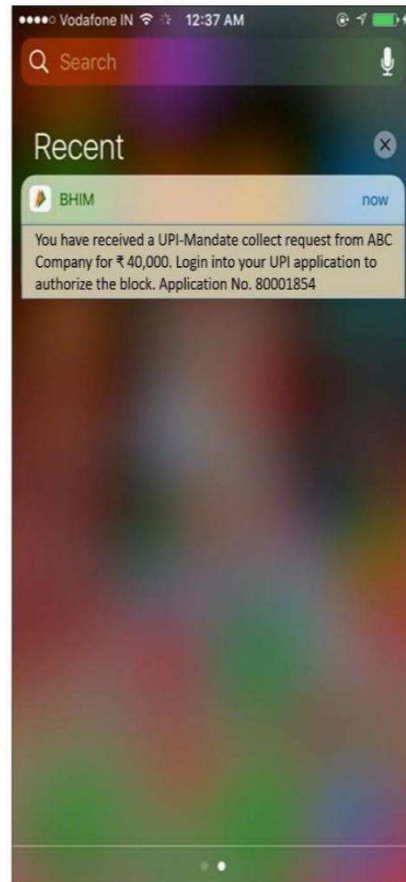 Vodafone IN 12:37 AM
Search
Recent
BHIM now
You have received a UPI-Mandate collect request from ABC
Company for ₹ 40,000. Login into your UPI application to
authorize the block. Application No. 80001854